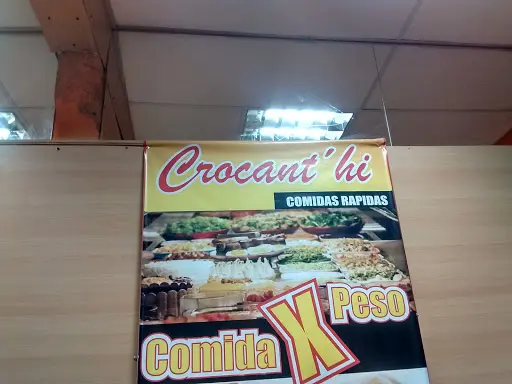 Crocant'hi
COMIDAS RAPIDAS
Comida X Peso